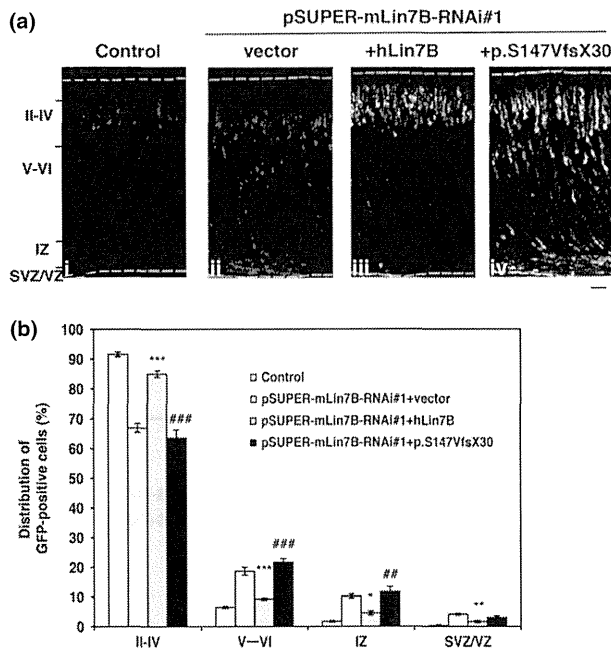 (a)
pSUPER-mLin7B-RNAi#1
Control
vector
+hLin7B
+p.S147VfsX30
II-IV
V-VI
IZ
SVZ/VZ
i
ii
iii
iv
(b)
Distribution of
GFP-positive cells (%)
100
90
80
70
60
50
40
30
20
10
0
***
###
***
###
*
##
**
Control
pSUPER-mLin7B-RNAi#1+vector
pSUPER-mLin7B-RNAi#1+hLin7B
pSUPER-mLin7B-RNAi#1+p.S147VfsX30
II-IV
V—VI
IZ
SVZ/VZ